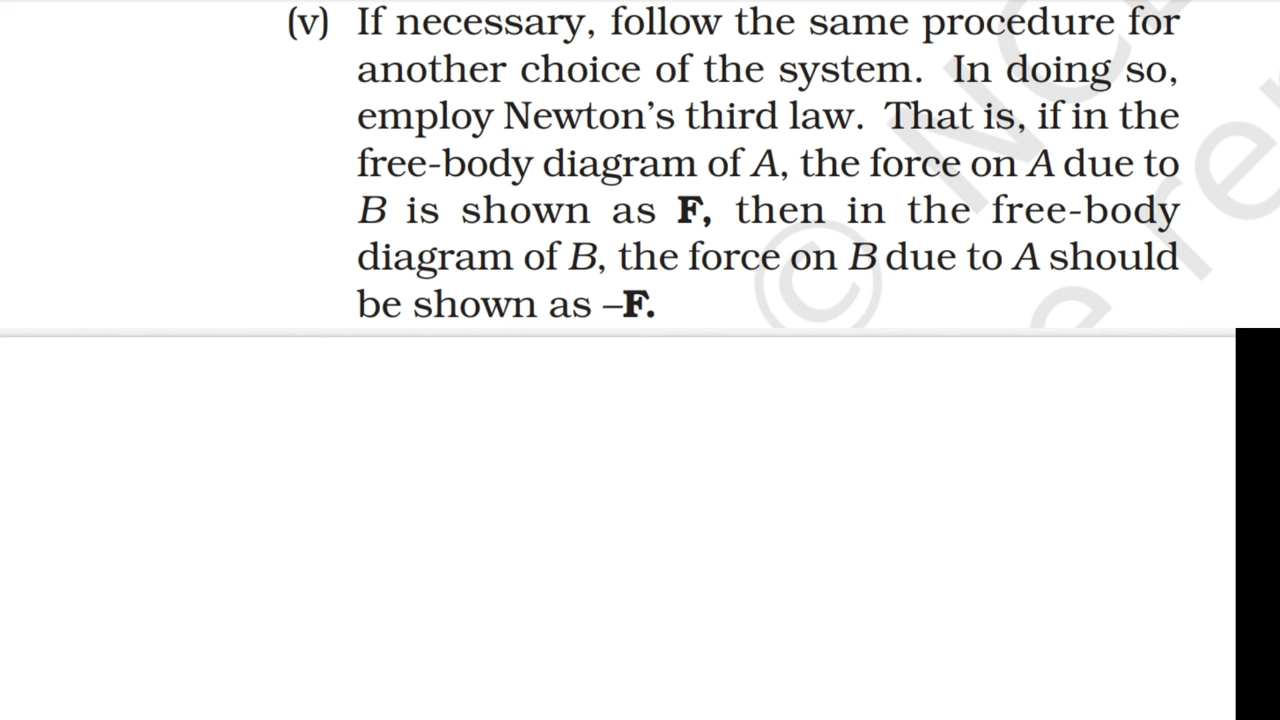 (v) If necessary, follow the same procedure for
another choice of the system. In doing so,
employ Newton's third law. That is, if in the
free-body diagram of A, the force on A due to
B is shown as F, then in the free-body
diagram of B, the force on B due to A should
be shown as –F.